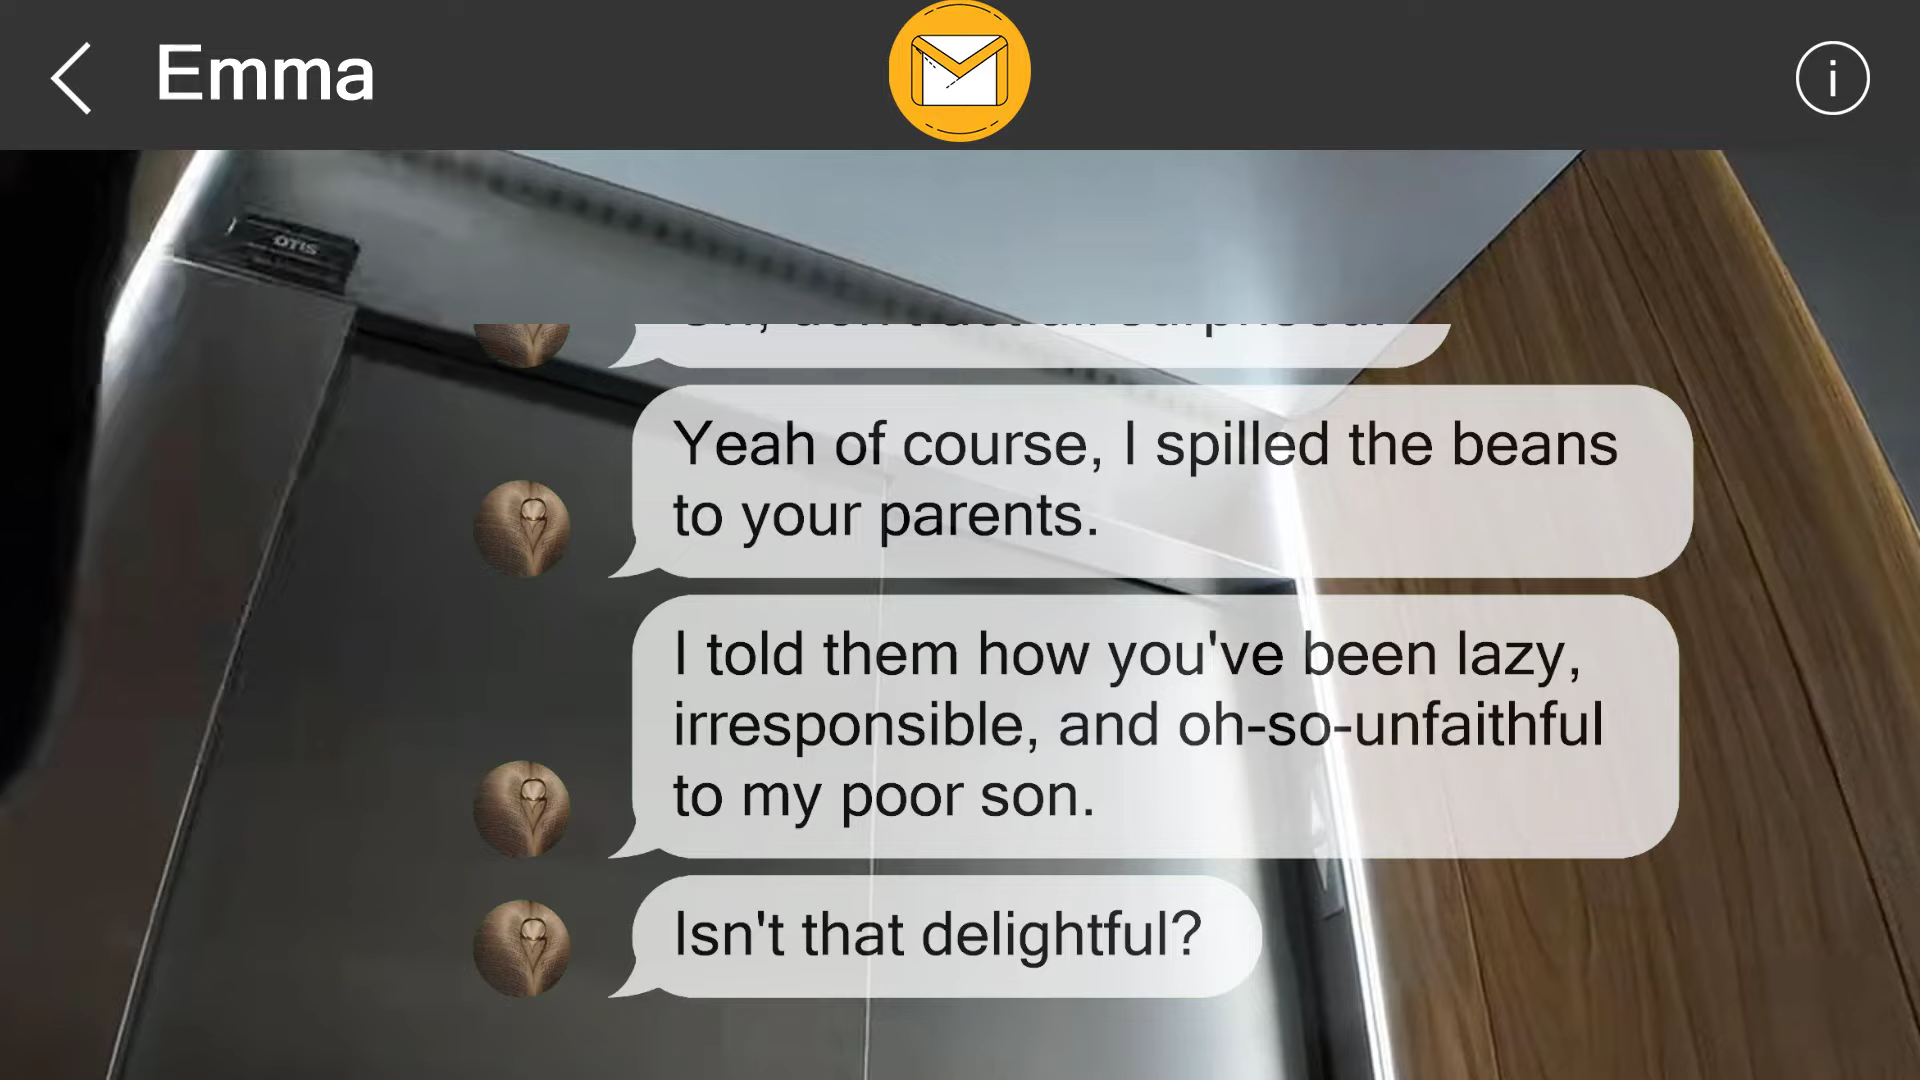 Emma
OTIS
Yeah of course, I spilled the beans
to your parents.
I told them how you've been lazy,
irresponsible, and oh-so-unfaithful
to my poor son.
Isn't that delightful?